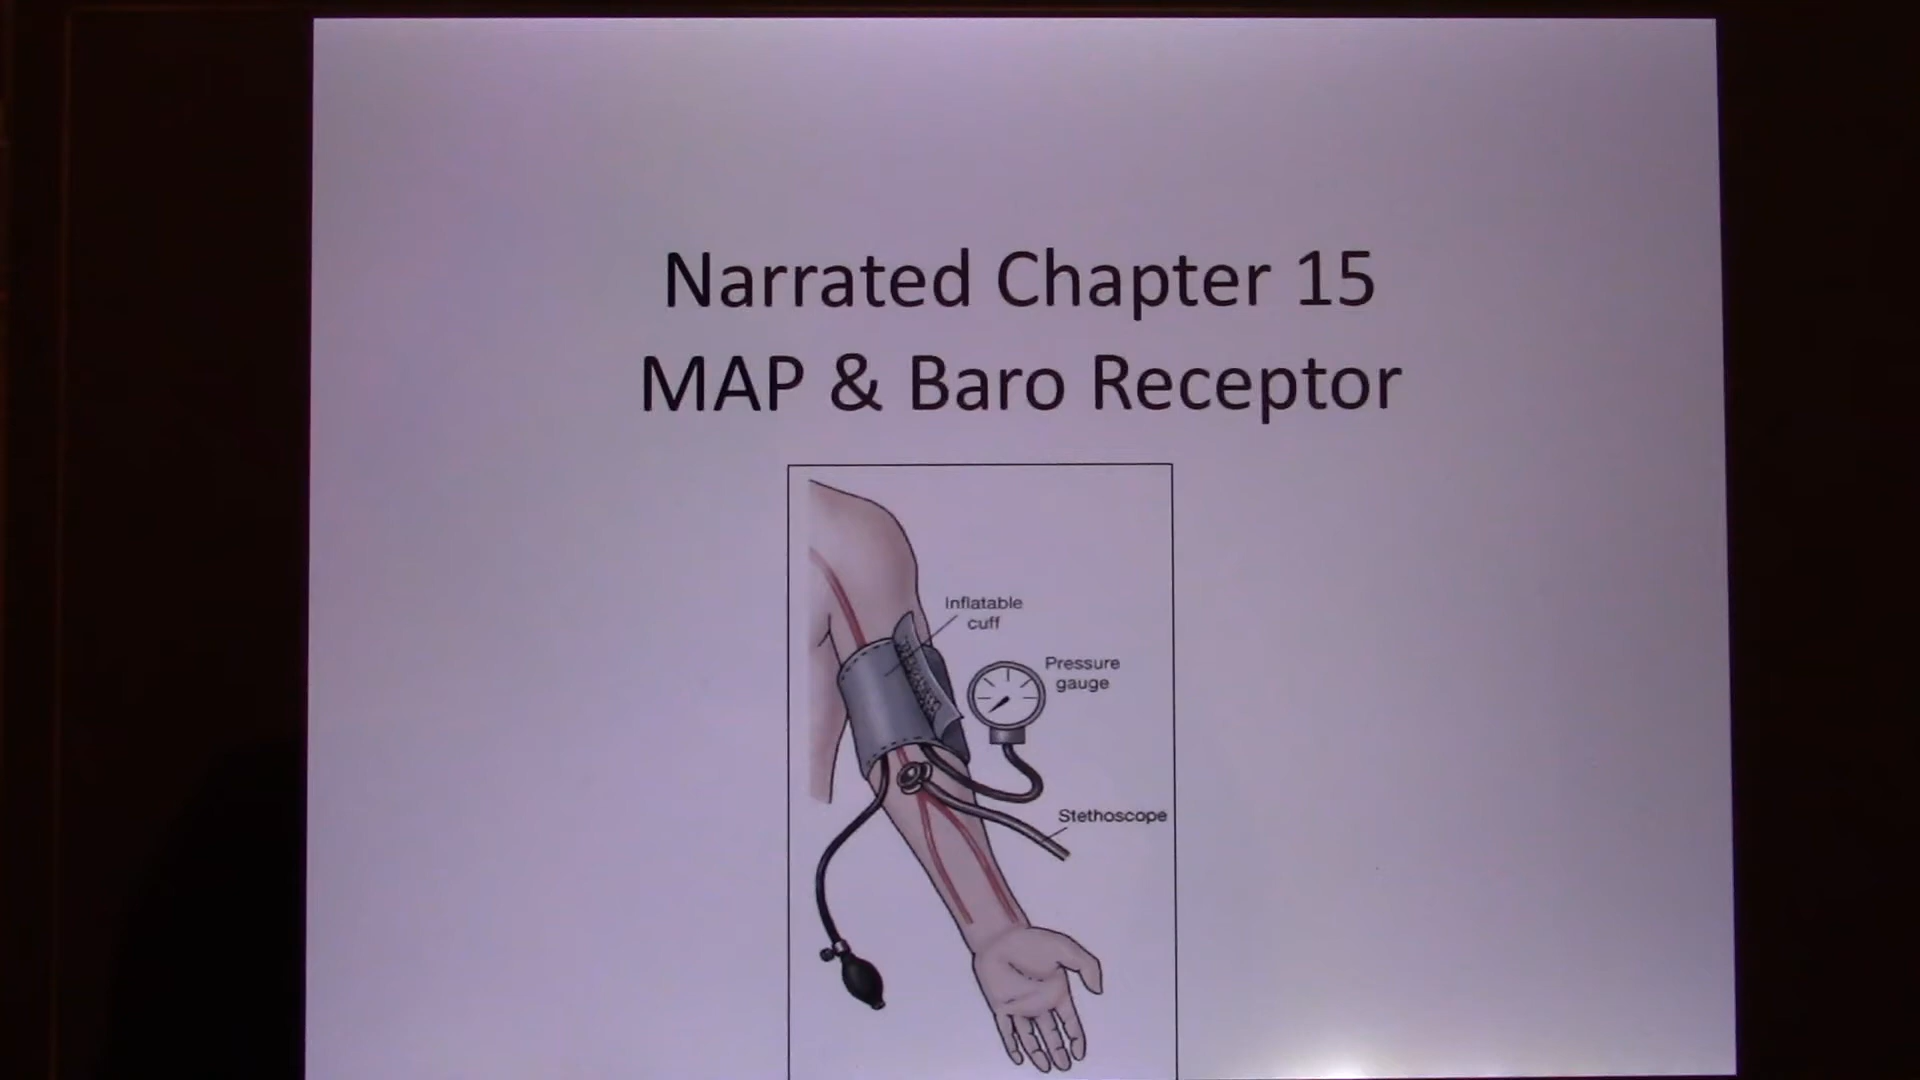 Narrated Chapter 15
MAP & Baro Receptor
Inflatable
cuff
Pressure
gauge
Stethoscope